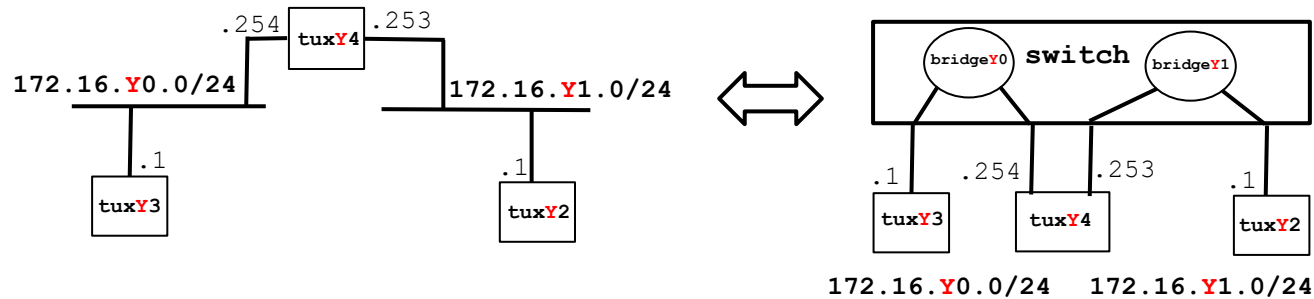 .254
tuxY4
.253
172.16.Y0.0/24
172.16.Y1.0/24
.1
tuxY3
.1
tuxY2
bridgeY0
switch
bridgeY1
.1
.254
.253
.1
tuxY3
tuxY4
tuxY2
172.16.Y0.0/24
172.16.Y1.0/24